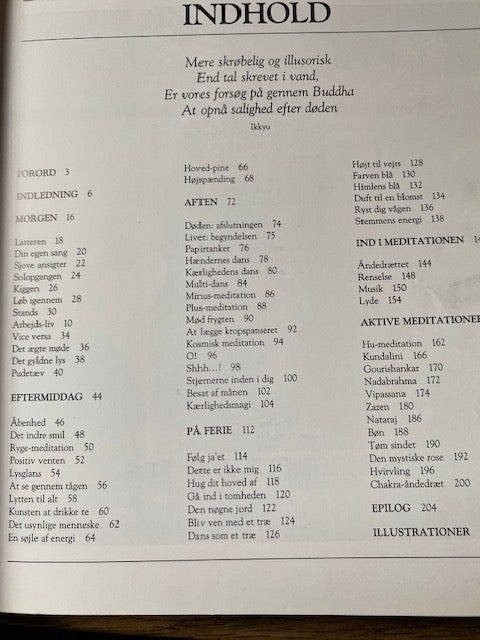 INDHOLD
Mere skrøbelig og illusorisk
End tal skrevet i vand,
Er vores forsøg på gennem Buddha
At opnå salighed efter døden
Ikkyu
FORORD 3
INDLEDNING 6
MORGEN 16
Latteren 18
Din egen sang 20
Sjove ansigter 22
Solopgangen 24
Kiggen 26
Løb igennem 28
Stands 30
Arbejds-liv 10
Vice versa 34
Det ægte møde 36
Det gyldne lys 38
Pudetæv 40
EFTERMIDDAG 44
Åbenhed 46
Det indre smil 48
Ryge-meditation 50
Positiv venten 52
Lysglans 54
At se gennem tågen 56
Lytten til alt 58
Kunsten at drikke te 60
Det usynlige menneske 62
En søjle af energi 64
Hoved-pine 66
Højspænding 68
AFTEN 72
Døden: afslutningen 74
Livet: begyndelsen 75
Papirtanker 76
Hændernes dans 78
Kærlighedens dans 80
Multi-dans 84
Minus-meditation 86
Plus-meditation 88
Mød frygten 90
At lægge kropspanseret 92
Kosmisk meditation 94
O! 96
Shhh...! 98
Stjernerne inden i dig 100
Besat af månen 102
Kærlighedsmagi 104
PÅ FERIE 112
Følg ja'et 114
Dette er ikke mig 116
Hug dit hoved af 118
Gå ind i tomheden 120
Den nøgne jord 122
Bliv ven med et træ 124
Dans som et træ 126
Højt til vejrs 128
Farven blå 130
Himlens blå 132
Duft til en blomst 134
Ryst dig vågen 136
Stemmens energi 138
IND I MEDITATIONEN
Åndedrættet 144
Renselse 148
Musik 150
Lyde 154
AKTIVE MEDITATIONER
Hu-meditation 162
Kundalini 166
Gourishankar 170
Nadabrahma 172
Vipassana 174
Zazen 180
Nataraj 186
Bøn 188
Tøm sindet 190
Den mystiske rose 192
Hvirvling 196
Chakra-åndedræt 200
EPILOG 204
ILLUSTRATIONER